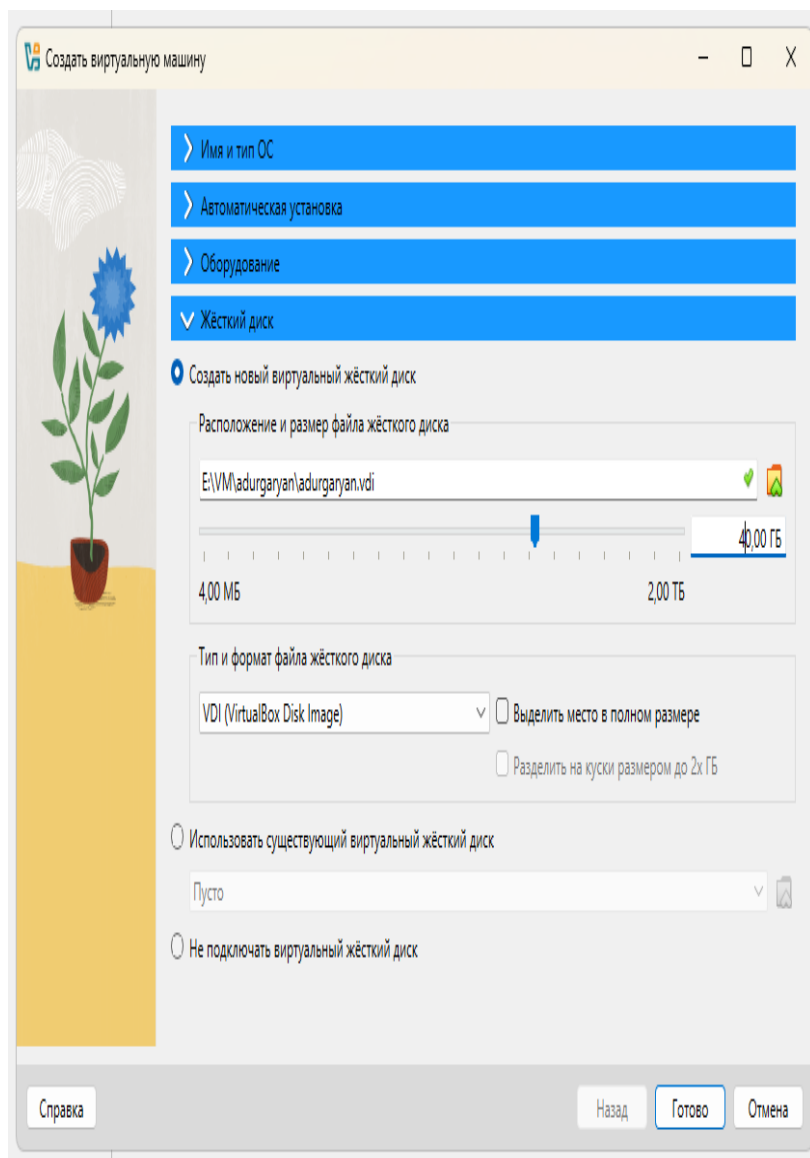 Создать виртуальную машину
Имя и тип ОС
Автоматическая установка
Оборудование
Жёсткий диск
Создать новый виртуальный жёсткий диск
Расположение и размер файла жёсткого диска
E:\VM\adurgaryan\adurgaryan.vdi
40,00 ГБ
4,00 МБ 2,00 ТБ
Тип и формат файла жёсткого диска
VDI (VirtualBox Disk Image) Выделить место в полном размере
Разделить на куски размером до 2х ГБ
Использовать существующий виртуальный жёсткий диск
Пусто
Не подключать виртуальный жёсткий диск
Справка Назад Готово Отмена